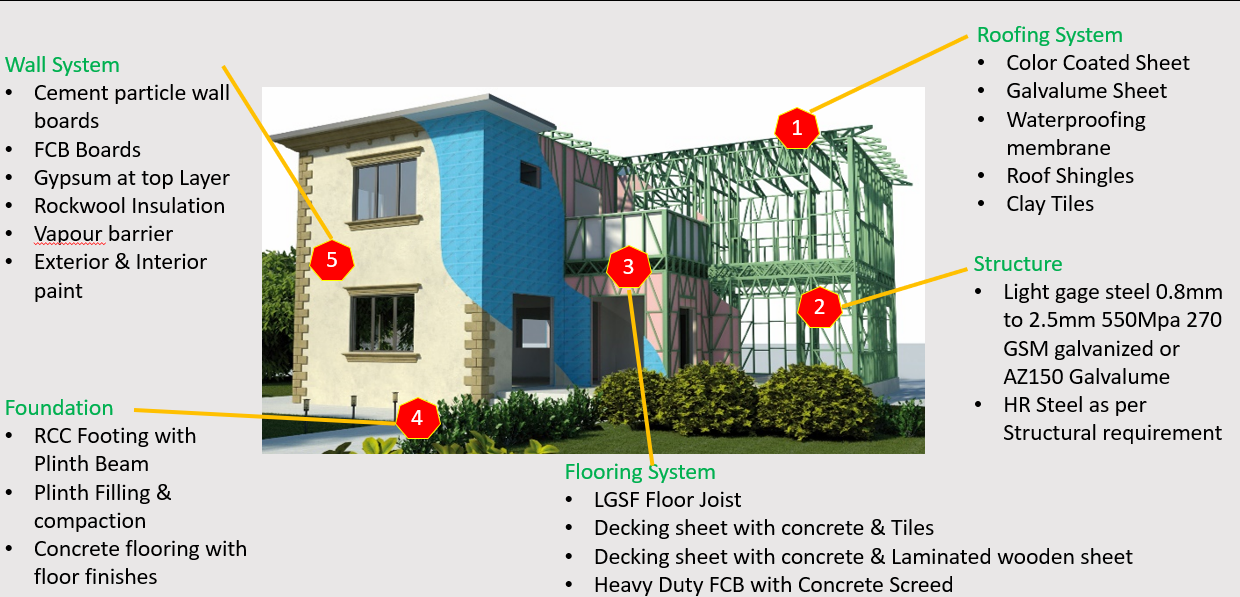 Wall System
• Cement particle wall
boards
• FCB Boards
• Gypsum at top Layer
• Rockwool Insulation
• Vapour barrier
• Exterior & Interior
paint
Foundation
• RCC Footing with
Plinth Beam
• Plinth Filling &
compaction
• Concrete flooring with
floor finishes
1
5
3
2
4
Flooring System
• LGSF Floor Joist
• Decking sheet with concrete & Tiles
• Decking sheet with concrete & Laminated wooden sheet
• Heavy Duty FCB with Concrete Screed
Roofing System
• Color Coated Sheet
• Galvalume Sheet
• Waterproofing
membrane
• Roof Shingles
• Clay Tiles
Structure
• Light gage steel 0.8mm
to 2.5mm 550Mpa 270
GSM galvanized or
AZ150 Galvalume
• HR Steel as per
Structural requirement